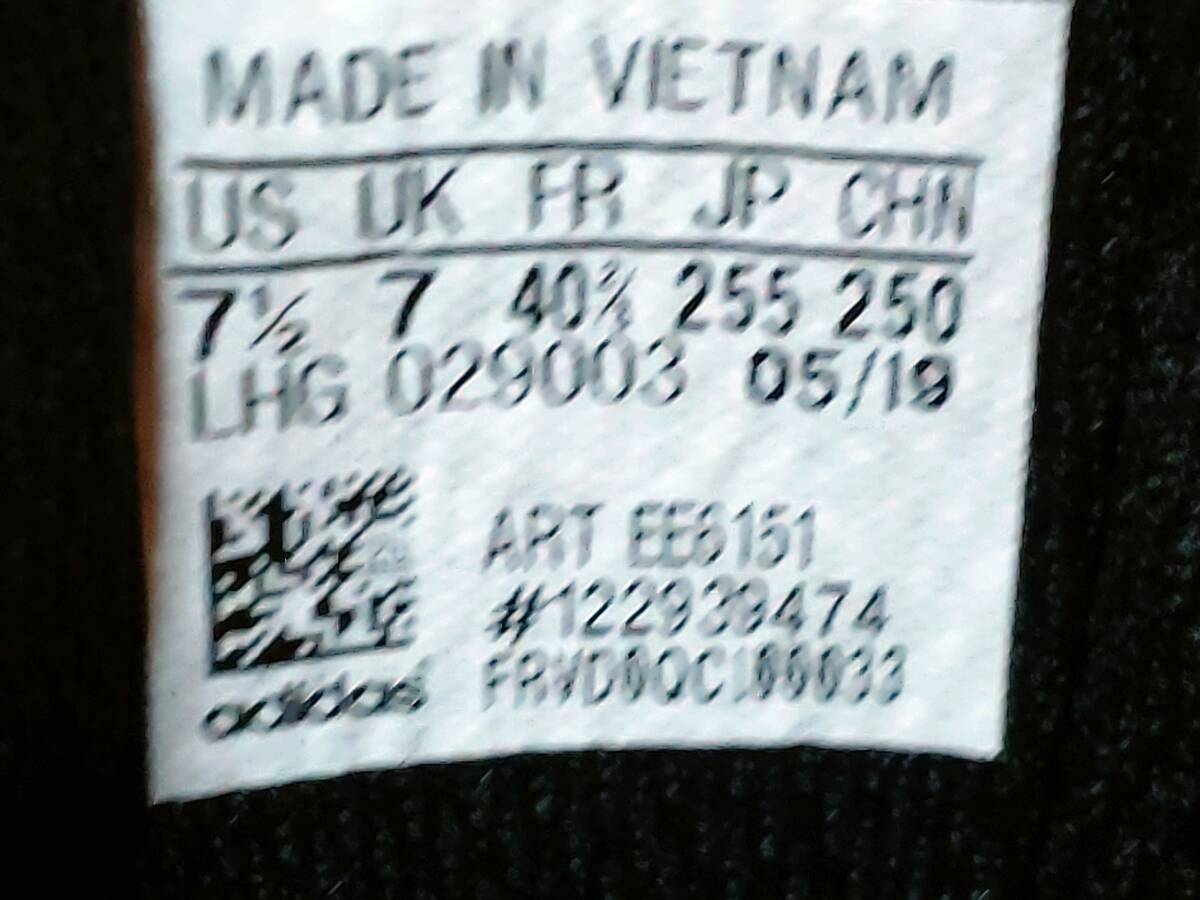 MADE IN VIETNAM
US UK FR JP CHN
7½ 7 40⅔ 255 250
LHG 029003 05/19
ART EE6151
#122939474
adidas